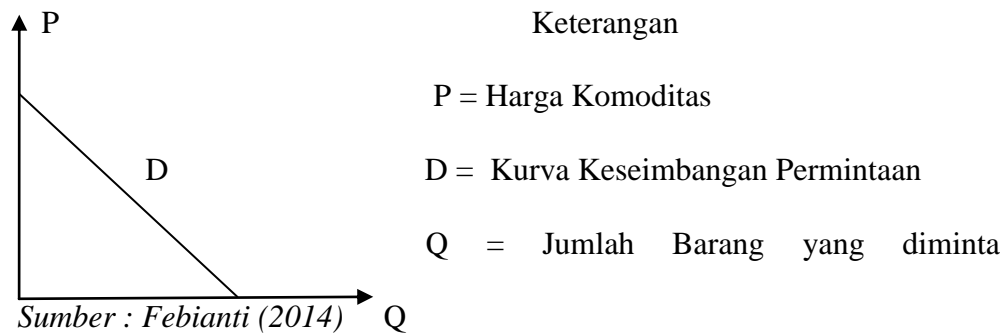 P
Keterangan
P = Harga Komoditas
D
D = Kurva Keseimbangan Permintaan
Q = Jumlah Barang yang diminta
Sumber : Febianti (2014)
Q